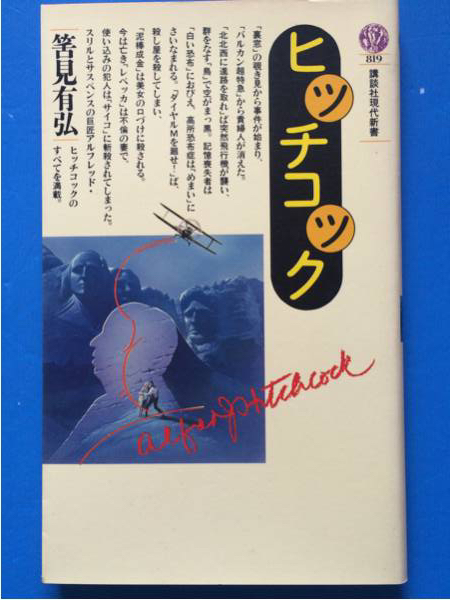 819
講談社現代新書
ヒッチコック
「裏窓」の覗き見から事件が始まり、
「バルカン超特急」から貴婦人が消えた。
「北北西に進路を取れ」ば突然飛行機が襲い、
群をなす「鳥」で空がまっ黒。記憶喪失者は
「白い恐布」におびえ、高所恐布症は、「めまい」に
さいなまれる。「ダイヤルMを廻せ!」ば、
殺し屋を殺してしまい、
「泥棒成金」は美女の口づけに殺される。
今は亡き、「レベッカ」は不倫の妻で、
使い込みの犯人は、「サイコ」に斬殺されてしまった。
スリルとサスペンスの巨匠アルフレッド・
ヒッチコックの
すべてを満載。
筈見有弘
Alfred Hitchcock